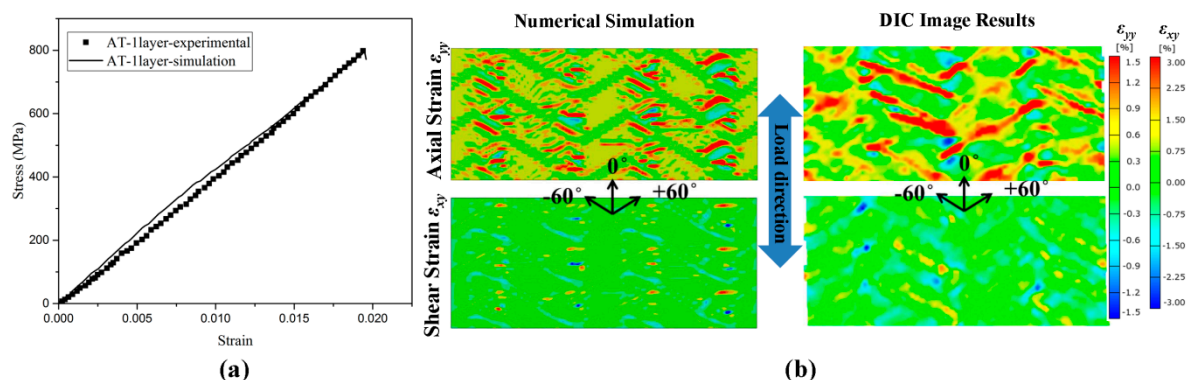 Numerical Simulation
DIC Image Results
AT-1layer-experimental
AT-1layer-simulation
800
600
400
200
0
0.000
0.005
0.010
0.015
0.020
Stress (MPa)
Strain
(a)
Axial Strain εyy
Shear Strain εxy
0°
-60°
+60°
Load direction
0°
-60°
+60°
εyy
[%]
1.5
1.2
0.9
0.6
0.3
0.0
-0.3
-0.6
-0.9
-1.2
-1.5
εxy
[%]
3.00
2.25
1.50
0.75
0.00
-0.75
-1.50
-2.25
-3.00
(b)